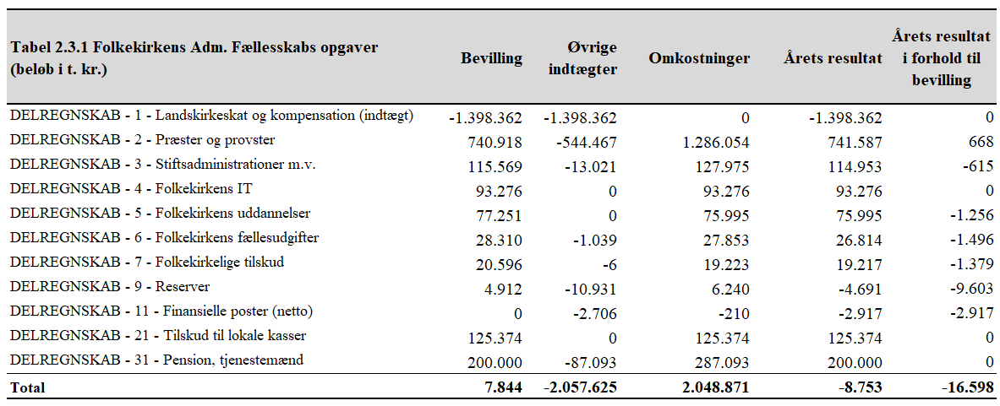 Tabel 2.3.1 Folkekirkens Adm. Fællesskabs opgaver (beløb i t. kr.) Bevilling Øvrige indtægter Omkostninger Årets resultat Årets resultat i forhold til bevilling
DELREGNSKAB - 1 - Landskirkeskat og kompensation (indtægt) -1.398.362 -1.398.362 0 -1.398.362 0
DELREGNSKAB - 2 - Præster og provster 740.918 -544.467 1.286.054 741.587 668
DELREGNSKAB - 3 - Stiftsadministrationer m.v. 115.569 -13.021 127.975 114.953 -615
DELREGNSKAB - 4 - Folkekirkens IT 93.276 0 93.276 93.276 0
DELREGNSKAB - 5 - Folkekirkens uddannelser 77.251 0 75.995 75.995 -1.256
DELREGNSKAB - 6 - Folkekirkens fællesudgifter 28.310 -1.039 27.853 26.814 -1.496
DELREGNSKAB - 7 - Folkekirkelige tilskud 20.596 -6 19.223 19.217 -1.379
DELREGNSKAB - 9 - Reserver 4.912 -10.931 6.240 -4.691 -9.603
DELREGNSKAB - 11 - Finansielle poster (netto) 0 -2.706 -210 -2.917 -2.917
DELREGNSKAB - 21 - Tilskud til lokale kasser 125.374 0 125.374 125.374 0
DELREGNSKAB - 31 - Pension, tjenestemænd 200.000 -87.093 287.093 200.000 0
Total 7.844 -2.057.625 2.048.871 -8.753 -16.598